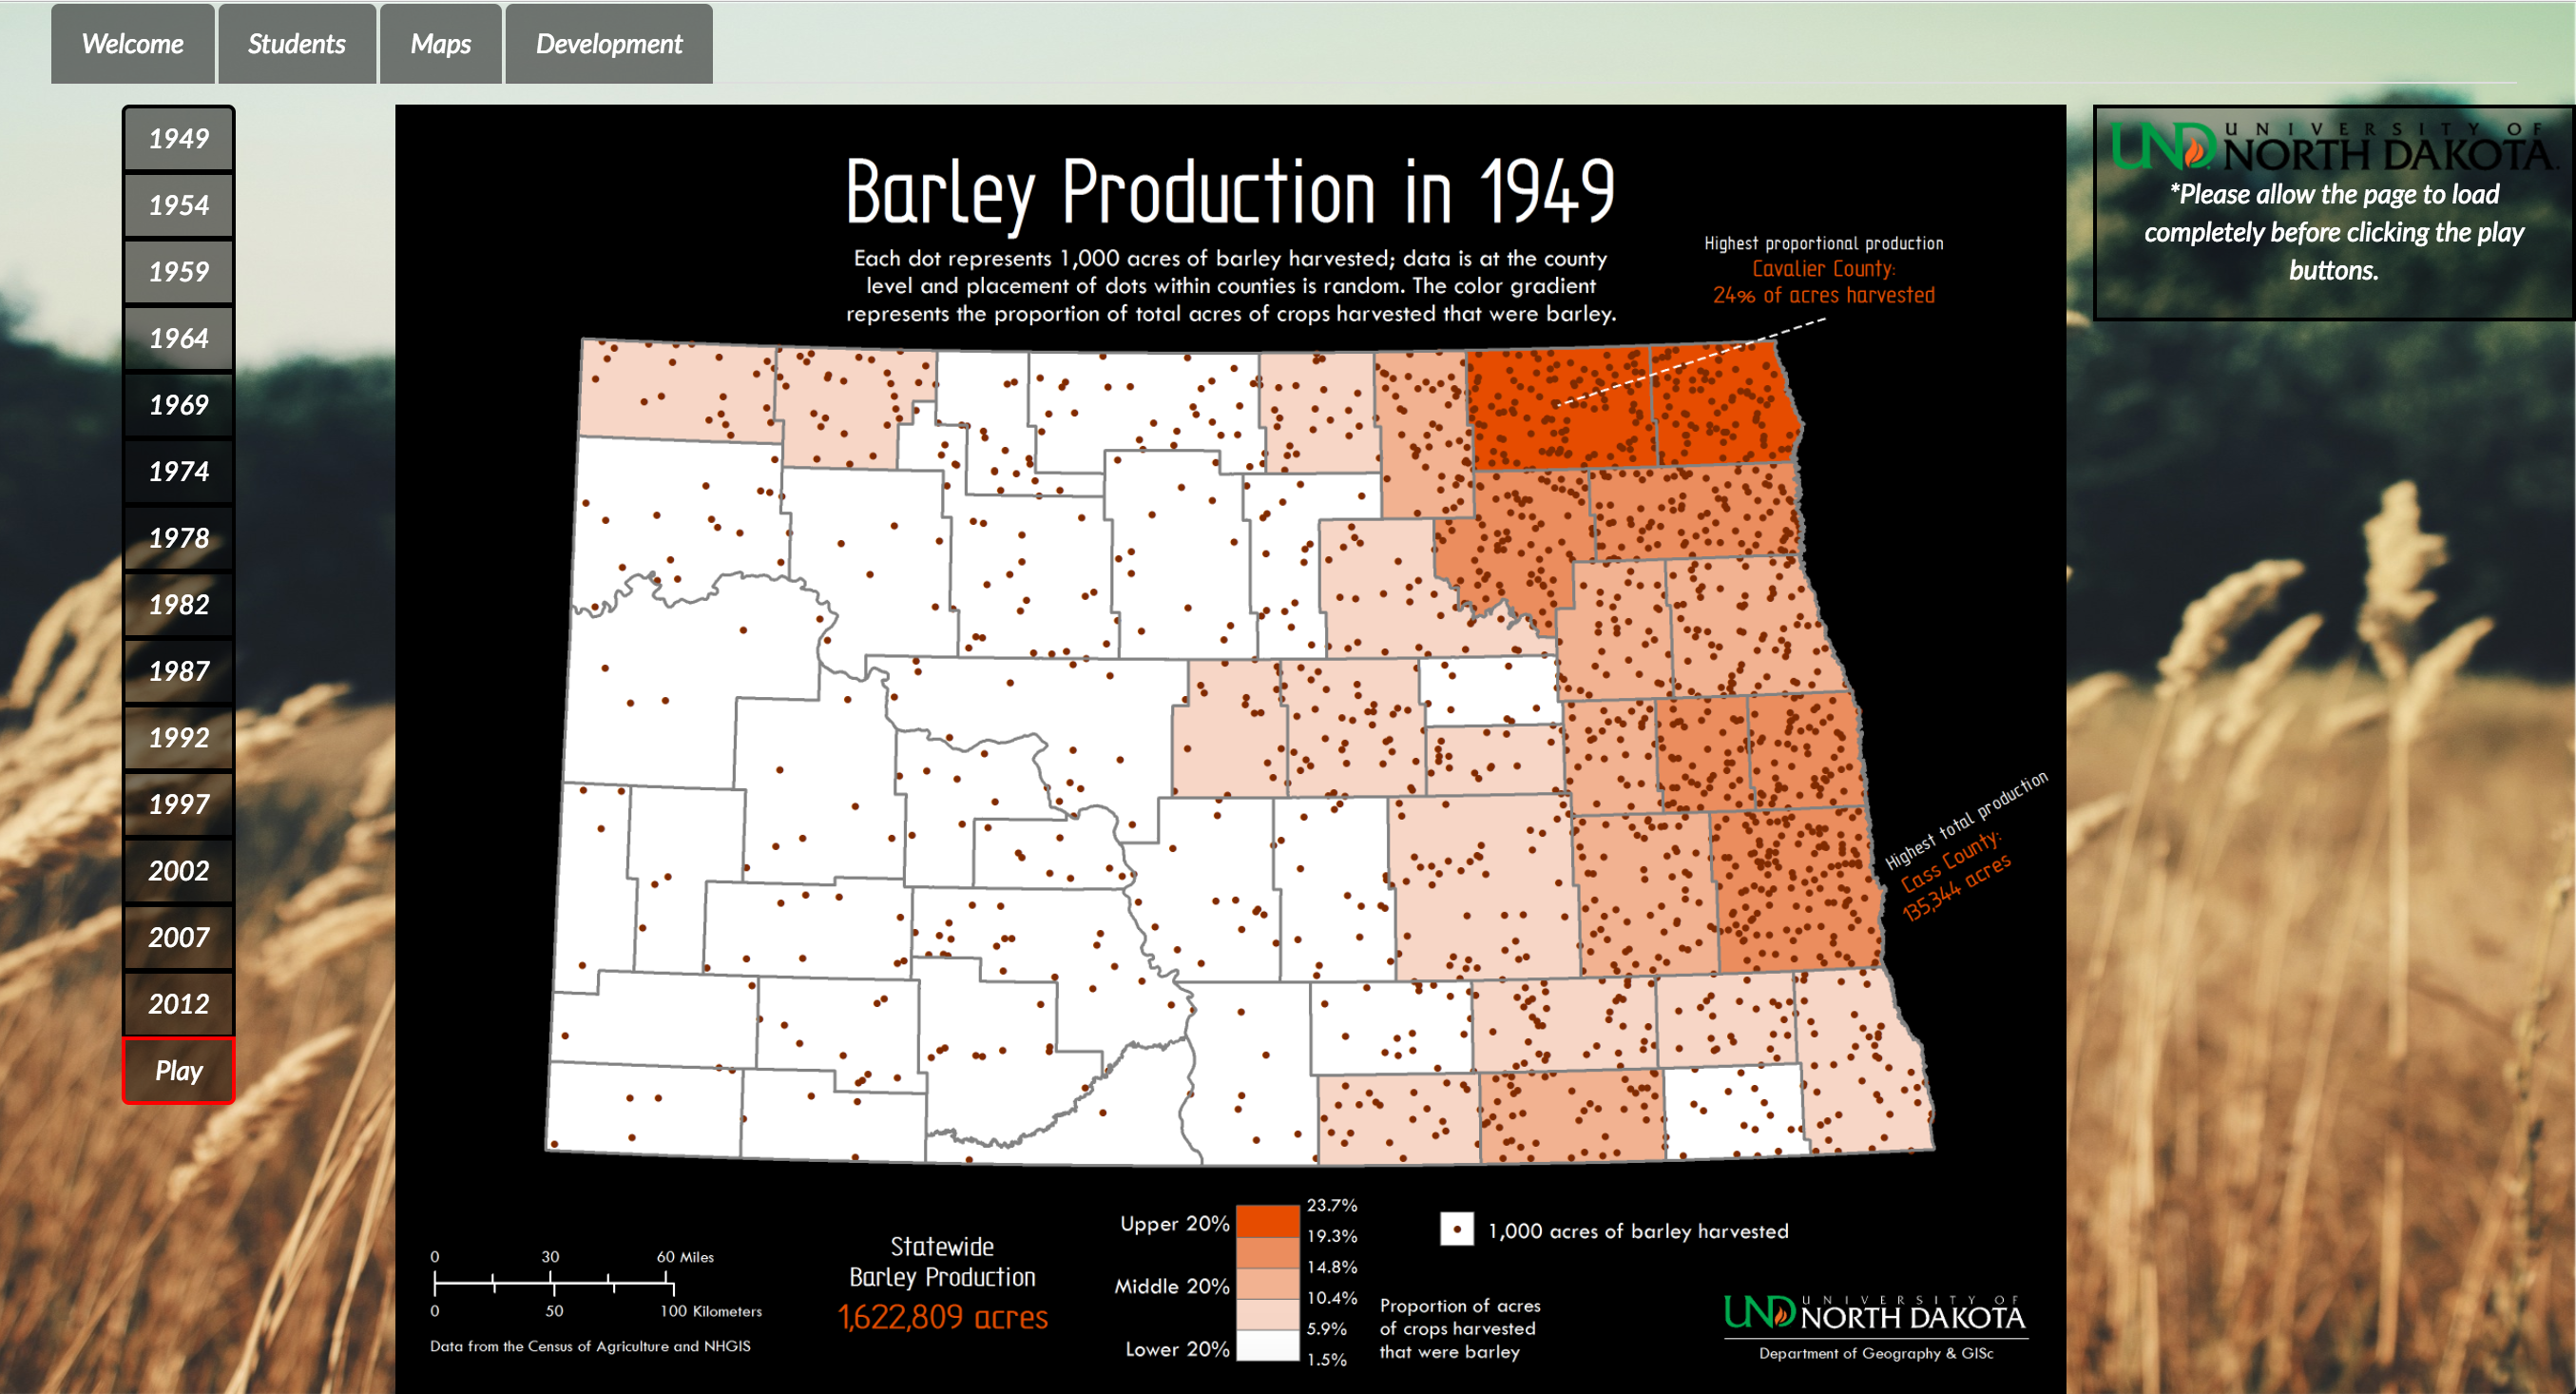 Welcome
Students
Maps
Development
1949
1954
1959
1964
1969
1974
1978
1982
1987
1992
1997
2002
2007
2012
Play
Barley Production in 1949
Each dot represents 1,000 acres of barley harvested; data is at the county
level and placement of dots within counties is random. The color gradient
represents the proportion of total acres of crops harvested that were barley.
Highest proportional production
Cavalier County:
24% of acres harvested
Highest total production
Cass County:
135,344 acres
0 30 60 Miles
0 50 100 Kilometers
Data from the Census of Agriculture and NHGIS
Statewide
Barley Production
1,622,809 acres
Upper 20%
Middle 20%
Lower 20%
23.7%
19.3%
14.8%
10.4%
5.9%
1.5%
Proportion of acres
of crops harvested
that were barley
1,000 acres of barley harvested
UND UNIVERSITY OF
NORTH DAKOTA
Department of Geography & GISc
UND UNIVERSITY OF
NORTH DAKOTA.
*Please allow the page to load
completely before clicking the play
buttons.